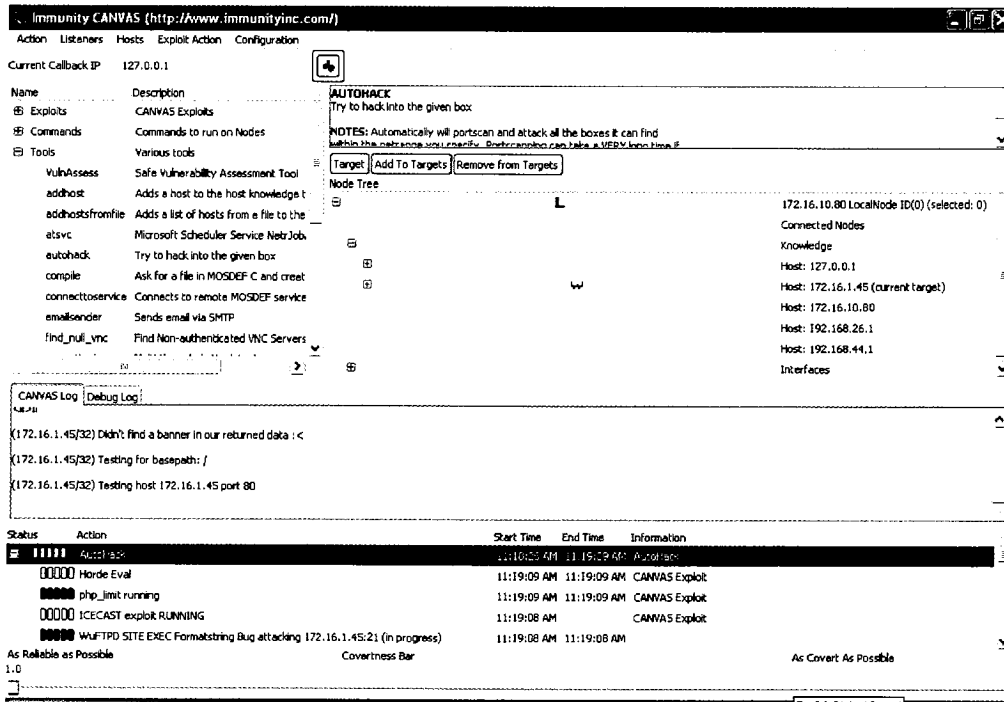 Immunity CANVAS (http://www.immunityinc.com/)
Action Listeners Hosts Exploit Action Configuration
Current Callback IP 127.0.0.1
Name Description
Exploits CANVAS Exploits
Commands Commands to run on Nodes
Tools Various tools
VulnAssess Safe Vulnerability Assessment Tool
addhost Adds a host to the host knowledge t
addhostsfromfile Adds a list of hosts from a file to the
atsvc Microsoft Scheduler Service NetrJob
autohack Try to hack into the given box
compile Ask for a file in MOSDEF C and creat
connecttoservice Connects to remote MOSDEF service
emailsender Sends email via SMTP
find_null_vnc Find Non-authenticated VNC Servers
AUTOHACK
Try to hack into the given box
NOTES: Automatically will portscan and attack all the boxes it can find
within the netrange you specify. Portscanning can take a VERY long time if
Target Add To Targets Remove from Targets
Node Tree
L 172.16.10.80 LocalNode ID(0) (selected: 0)
Connected Nodes
Knowledge
Host: 127.0.0.1
Host: 172.16.1.45 (current target)
Host: 172.16.10.80
Host: 192.168.26.1
Host: 192.168.44.1
Interfaces
CANVAS Log Debug Log
(172.16.1.45/32) Didn't find a banner in our returned data :<
(172.16.1.45/32) Testing for basepath: /
(172.16.1.45/32) Testing host 172.16.1.45 port 80
Status Action Start Time End Time Information
AutoHack 11:19:09 AM AutoHack
Horde Eval 11:19:09 AM 11:19:09 AM CANVAS Exploit
php_limit running 11:19:09 AM 11:19:09 AM CANVAS Exploit
ICECAST exploit RUNNING 11:19:08 AM CANVAS Exploit
WuFTPD SITE EXEC Formatstring Bug attacking 172.16.1.45:21 (in progress) 11:19:08 AM 11:19:08 AM
As Reliable as Possible Covertness Bar As Covert As Possible
1.0